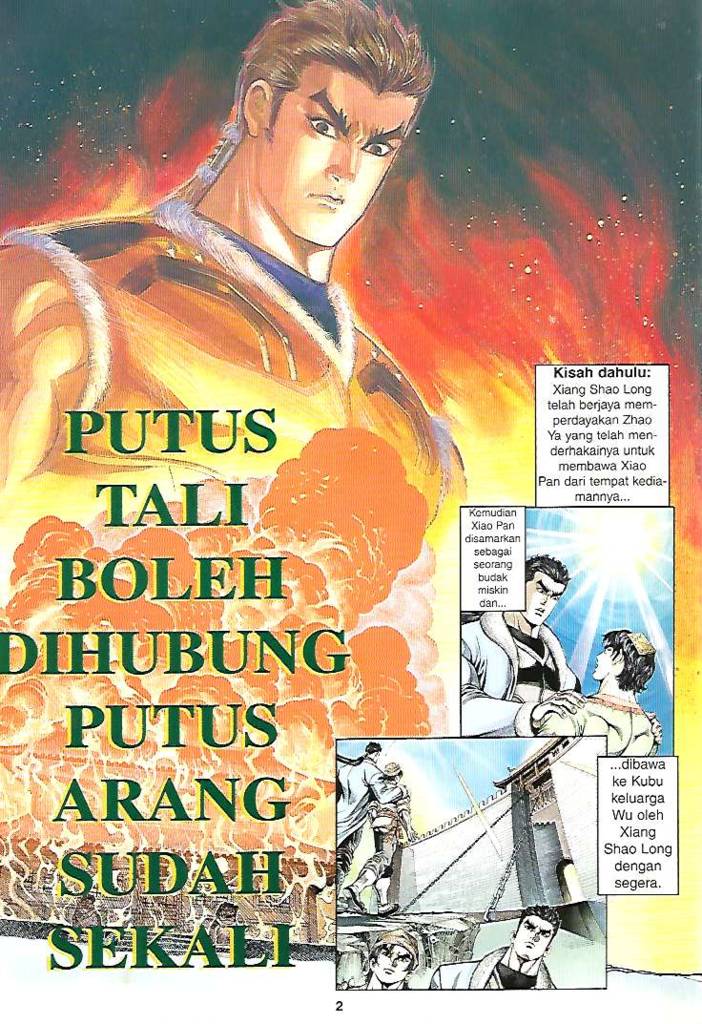 PUTUS
TALI
BOLEH
DIHUBUNG
PUTUS
ARANG
SUDAH
SEKALI
Kisah dahulu:
Xiang Shao Long
telah berjaya mem-
perdayakan Zhao
Ya yang telah men-
derhakainya untuk
membawa Xiao
Pan dari tempat kedia-
mannya...
Kemudian
Xiao Pan
disamarkan
sebagai
seorang
budak
miskin
dan...
...dibawa
ke Kubu
keluarga
Wu oleh
Xiang
Shao Long
dengan
segera.
2